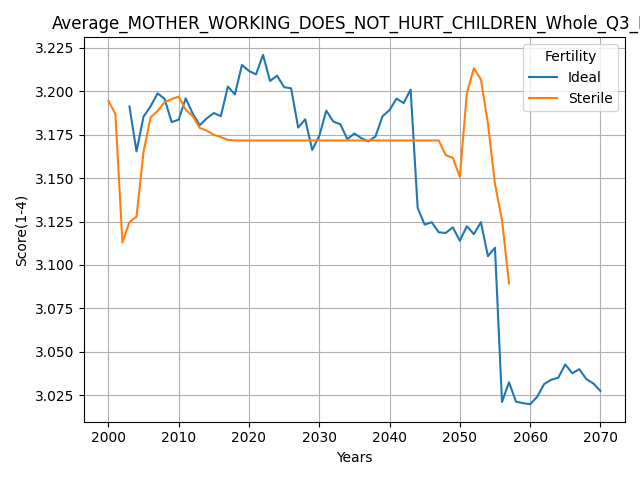 Average_MOTHER_WORKING_DOES_NOT_HURT_CHILDREN_Whole_Q3_
3.225
3.200
3.175
3.150
3.125
3.100
3.075
3.050
3.025
Score(1-4)
Fertility
Ideal
Sterile
2000 2010 2020 2030 2040 2050 2060 2070
Years